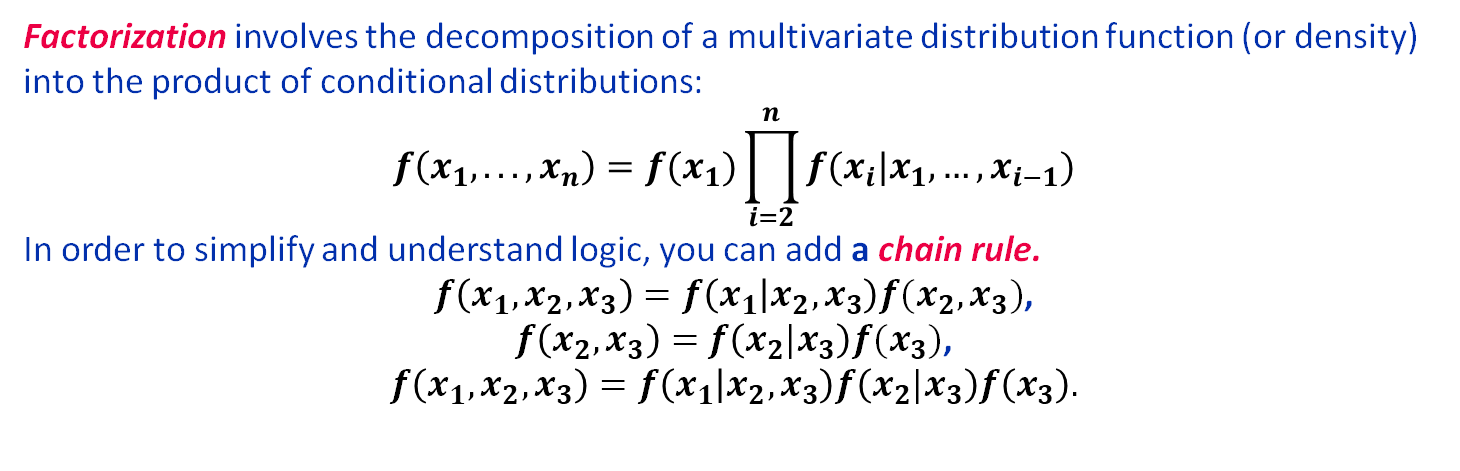 Factorization involves the decomposition of a multivariate distribution function (or density)
into the product of conditional distributions:
f(x₁,...,xₙ) = f(x₁) ∏ⁿᵢ₌₂ f(xᵢ|x₁, ..., xᵢ₋₁)
In order to simplify and understand logic, you can add a chain rule.
f(x₁,x₂,x₃) = f(x₁|x₂,x₃)f(x₂,x₃),
f(x₂,x₃) = f(x₂|x₃)f(x₃),
f(x₁,x₂,x₃) = f(x₁|x₂,x₃)f(x₂|x₃)f(x₃).